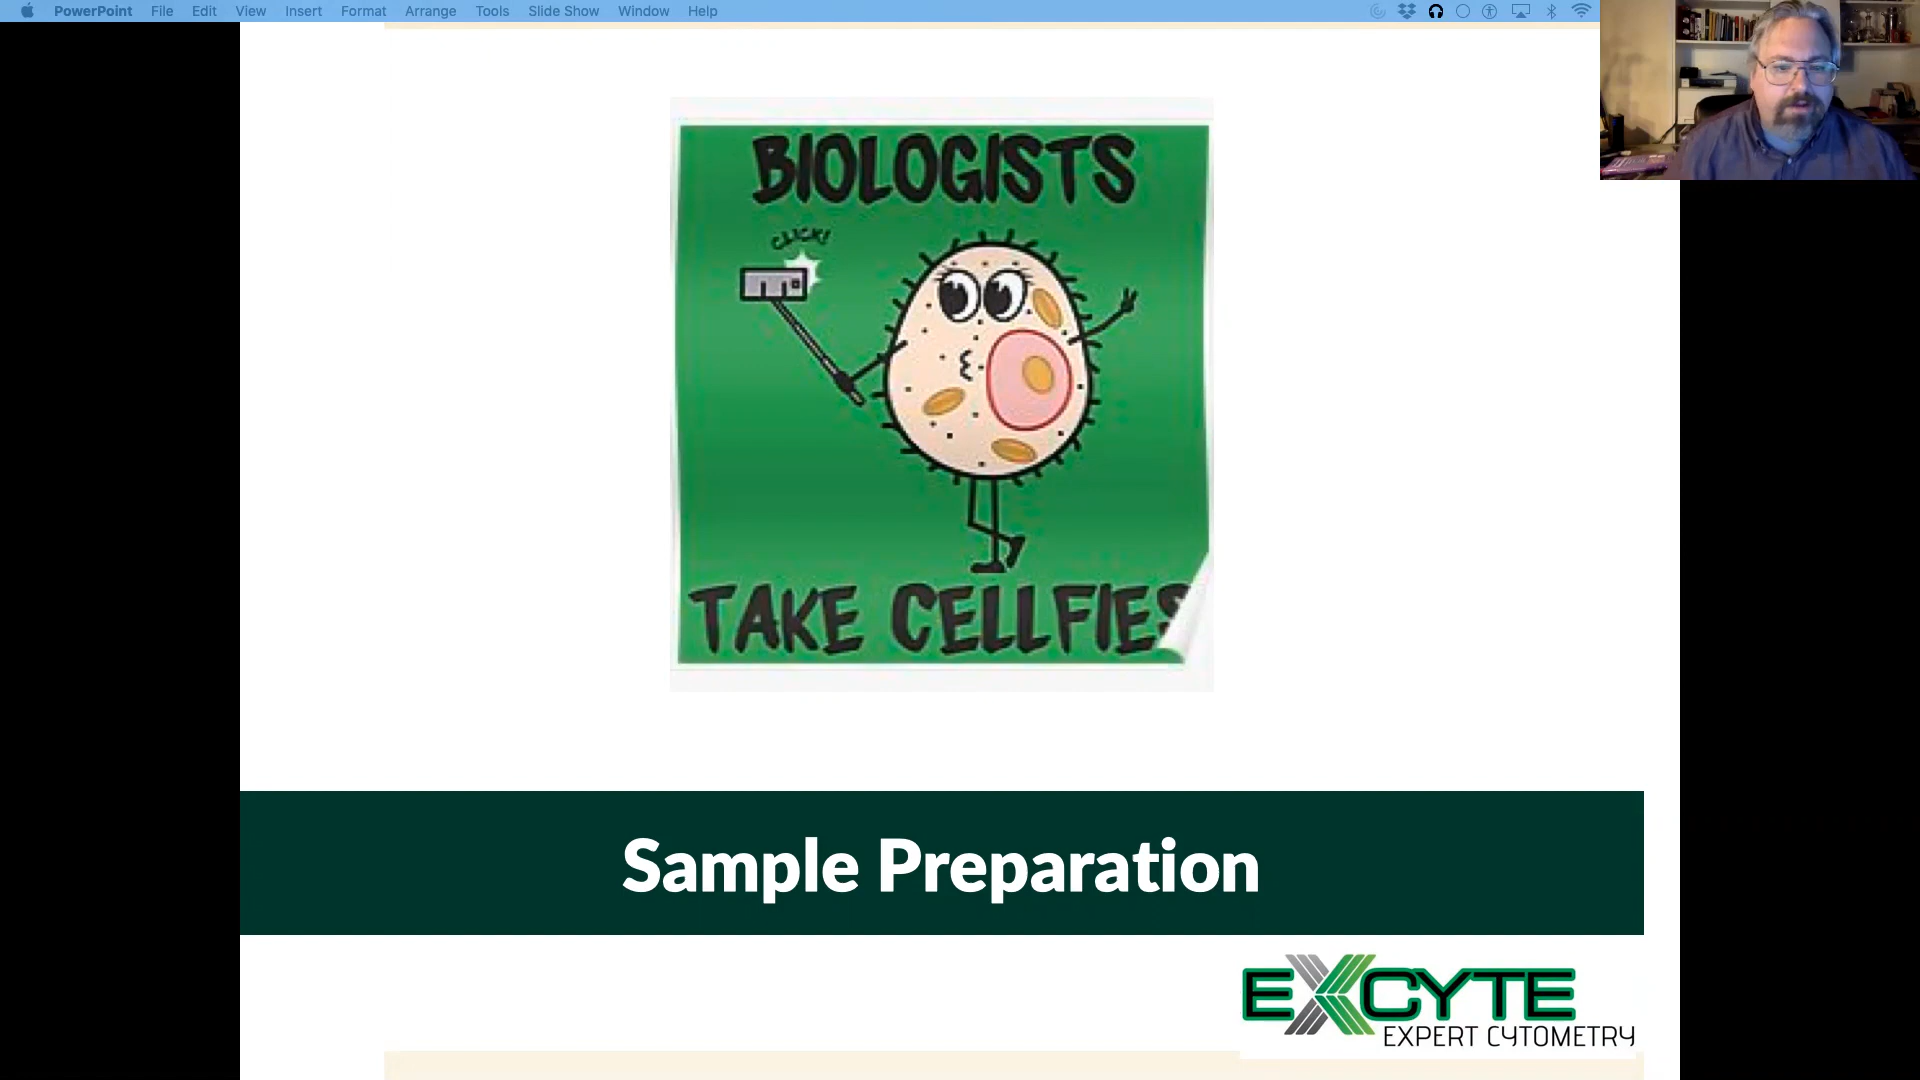 PowerPoint File Edit View Insert Format Arrange Tools Slide Show Window Help
BIOLOGISTS
CLICK!
TAKE CELLFIES
Sample Preparation
EXCYTE
EXPERT CYTOMETRY